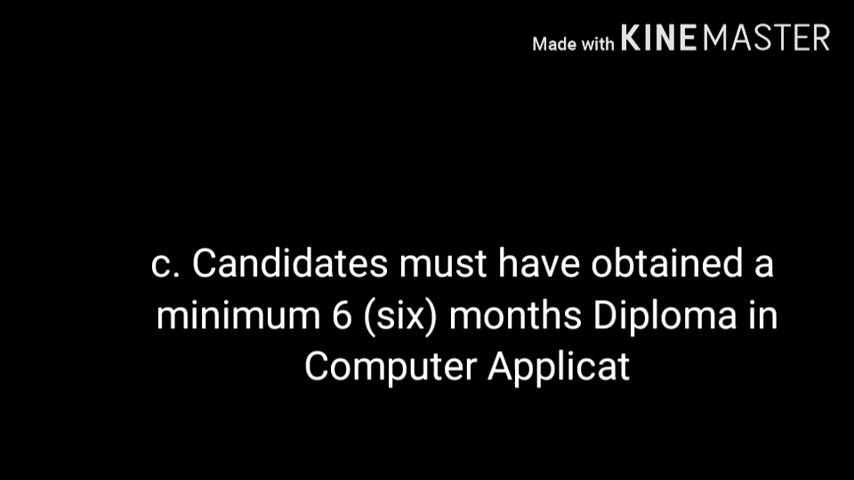 Made with KINEMASTER
c. Candidates must have obtained a
minimum 6 (six) months Diploma in
Computer Applicat